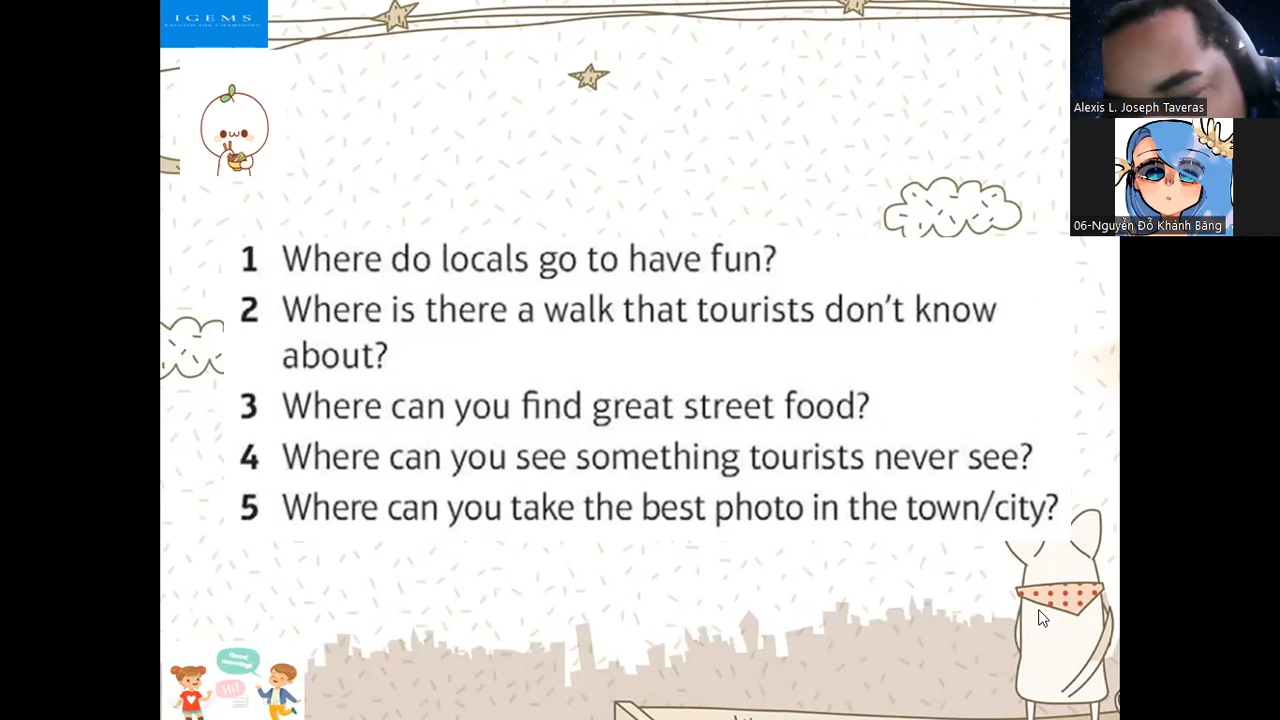 IGEMS
ENGLISH FOR CHAMPIONS
Alexis L. Joseph Taveras
06-Nguyễn Đỗ Khánh Băng
1 Where do locals go to have fun?
2 Where is there a walk that tourists don't know
about?
3 Where can you find great street food?
4 Where can you see something tourists never see?
5 Where can you take the best photo in the town/city?
Good
morning!
Hi!